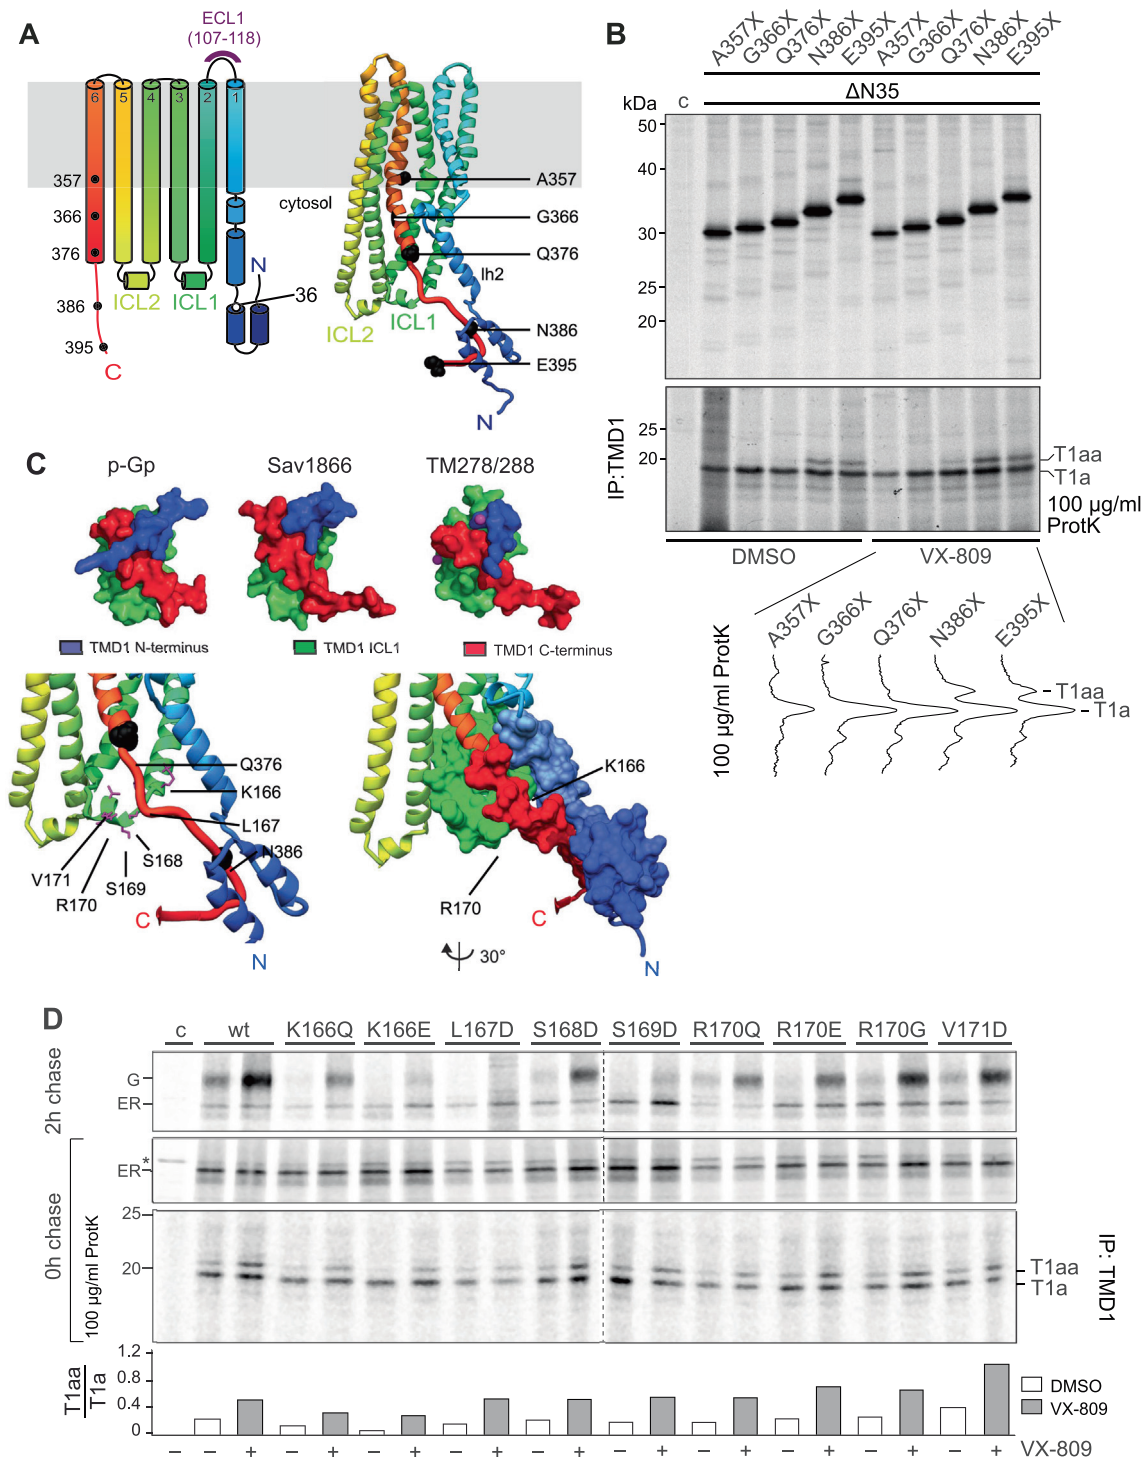 A
ECL1
(107-118)
6 5 4 3 2 1
357
366
376
386
395
C
ICL2
ICL1
N
36
cytosol
A357
G366
Q376
lh2
ICL2
ICL1
N386
E395
N
B
A357X G366X Q376X N386X E395X A357X G366X Q376X N386X E395X
ΔN35
kDa
c
50
40
30
25
20
IP:TMD1
25
20
T1aa
T1a
100 µg/ml
ProtK
DMSO
VX-809
A357X G366X Q376X N386X E395X
100 µg/ml ProtK
T1aa
T1a
C
p-Gp
Sav1866
TM278/288
TMD1 N-terminus
TMD1 ICL1
TMD1 C-terminus
Q376
K166
L167
N386
S168
S169
R170
V171
C
N
K166
R170
C
N
30°
D
c wt K166Q K166E L167D S168D S169D R170Q R170E R170G V171D
2h chase
G
ER
0h chase
*
ER
100 µg/ml ProtK
25
20
T1aa
T1a
IP: TMD1
T1aa
T1a
1.2
0.8
0.4
0
DMSO
VX-809
− − + − + − + − + − + − + − + − + − + − + VX-809